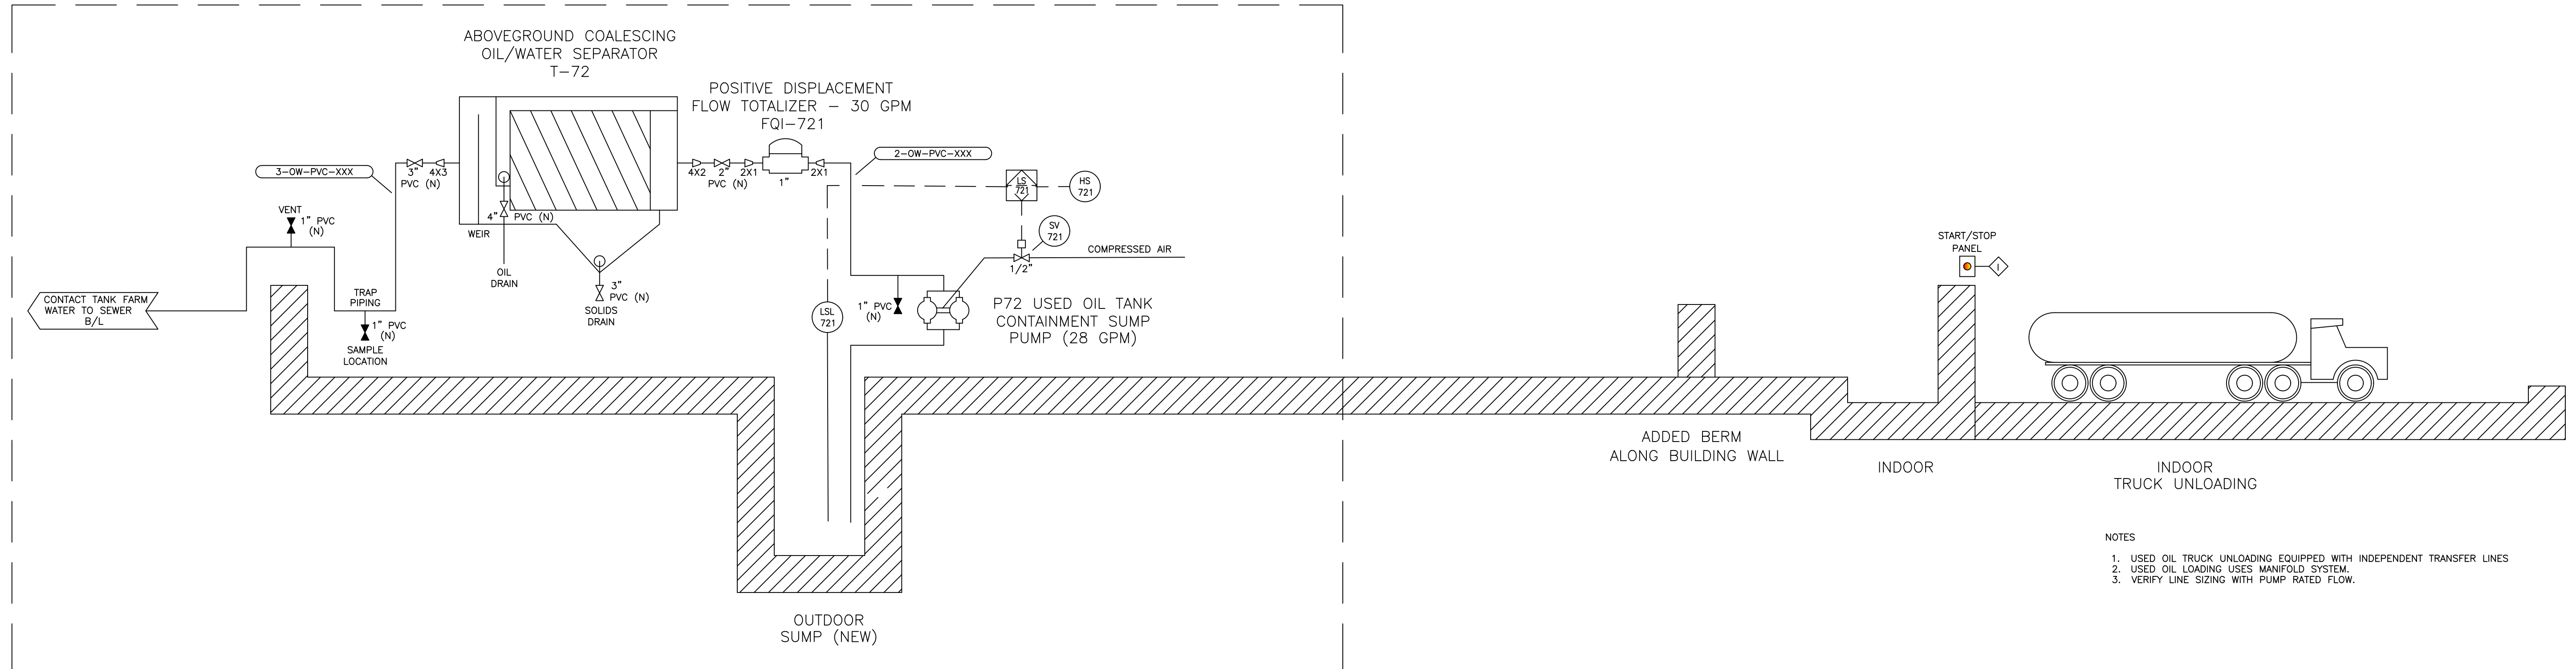 ABOVEGROUND COALESCING
OIL/WATER SEPARATOR
T-72
POSITIVE DISPLACEMENT
FLOW TOTALIZER - 30 GPM
FQI-721
3-OW-PVC-XXX
3"
4X3
PVC (N)
4X2
2"
2X1
PVC (N)
1"
2X1
2-OW-PVC-XXX
LS
721
HS
721
SV
721
COMPRESSED AIR
1/2"
VENT
1" PVC
(N)
4"
PVC (N)
WEIR
OIL
DRAIN
3"
PVC (N)
SOLIDS
DRAIN
CONTACT TANK FARM
WATER TO SEWER
B/L
TRAP
PIPING
1" PVC
(N)
SAMPLE
LOCATION
LSL
721
1" PVC
(N)
P72 USED OIL TANK
CONTAINMENT SUMP
PUMP (28 GPM)
START/STOP
PANEL
I
ADDED BERM
ALONG BUILDING WALL
INDOOR
INDOOR
TRUCK UNLOADING
OUTDOOR
SUMP (NEW)
NOTES
1. USED OIL TRUCK UNLOADING EQUIPPED WITH INDEPENDENT TRANSFER LINES
2. USED OIL LOADING USES MANIFOLD SYSTEM.
3. VERIFY LINE SIZING WITH PUMP RATED FLOW.